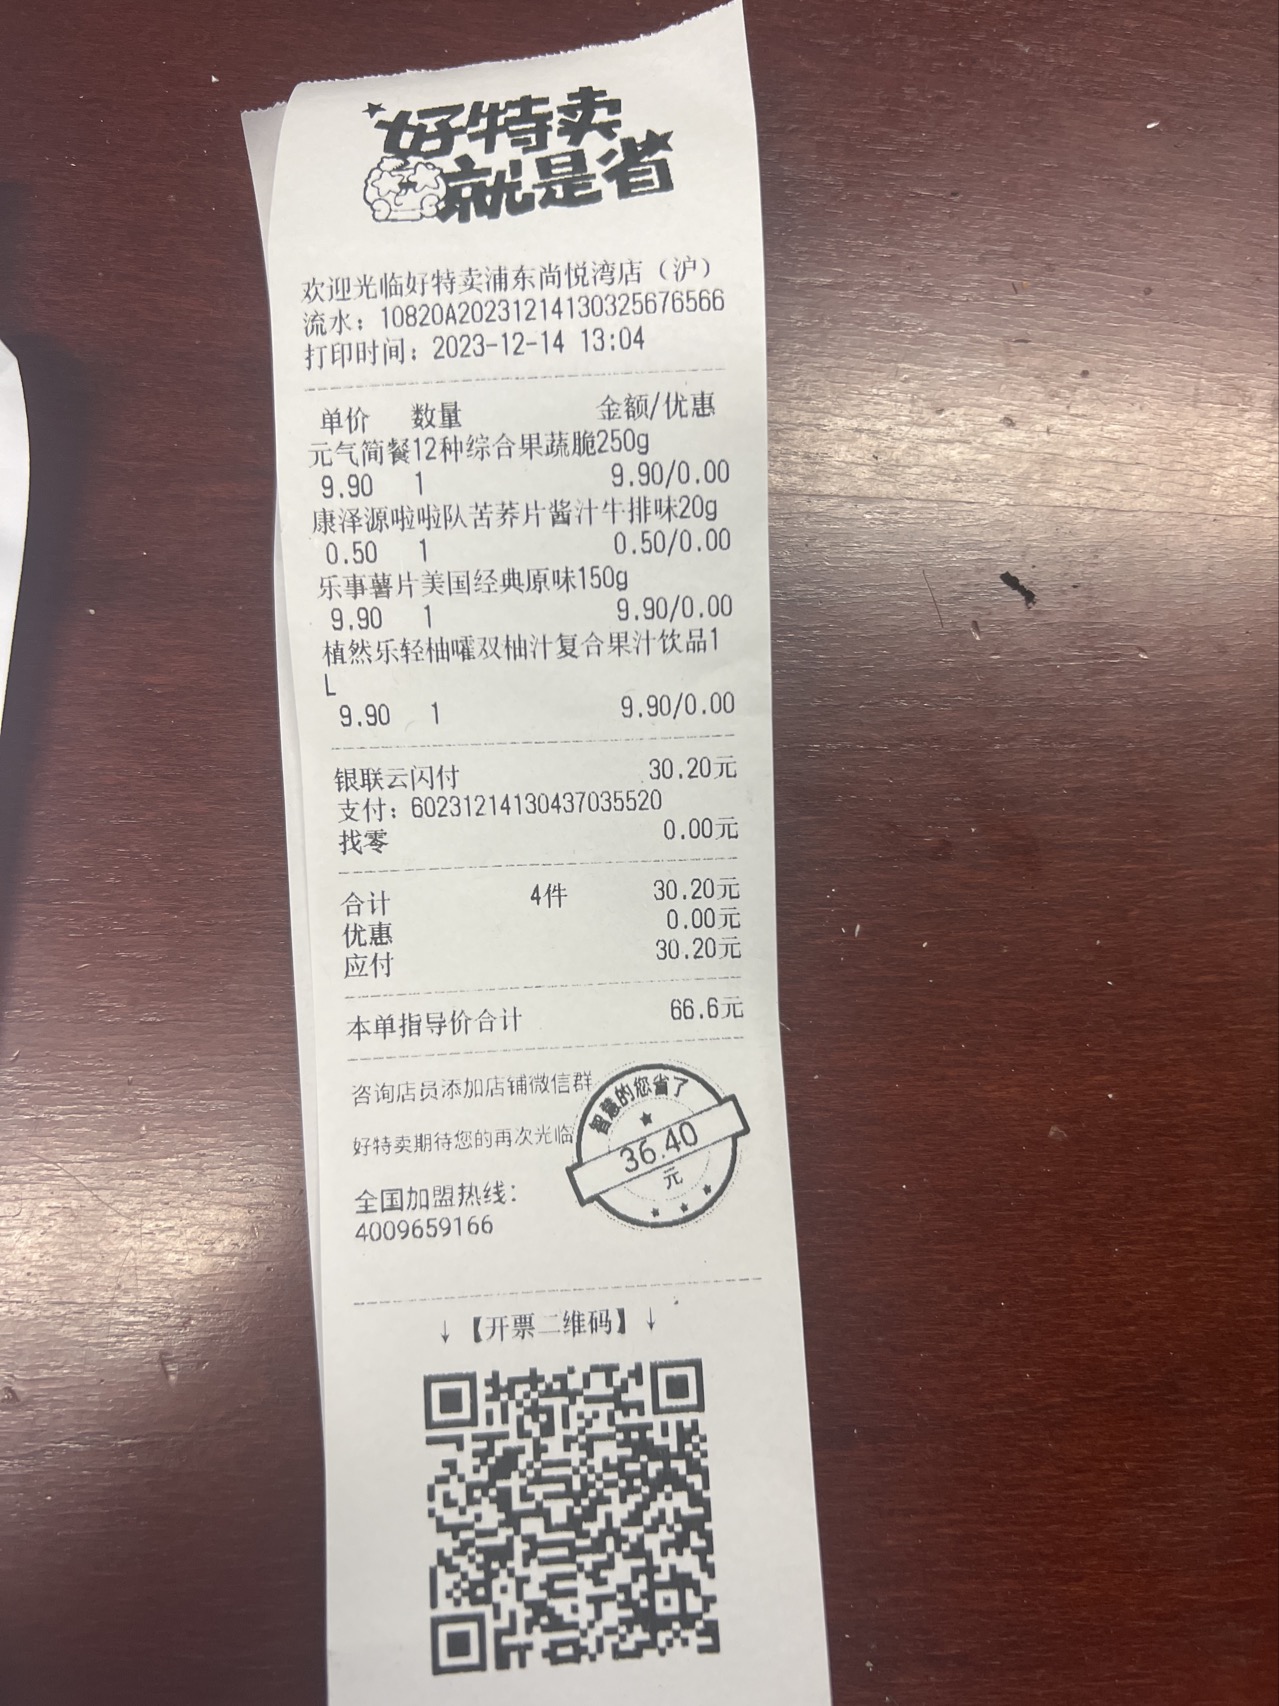 好特卖
就是省
欢迎光临好特卖浦东尚悦湾店（沪）
流水：10820A202312141303256​76566
打印时间：2023-12-14 13:04
单价 数量 金额/优惠
元气简餐12种综合果蔬脆250g
9.90 1 9.90/0.00
康泽源啦啦队苦荞片酱汁牛排味20g
0.50 1 0.50/0.00
乐事薯片美国经典原味150g
9.90 1 9.90/0.00
植然乐轻柚嚯双柚汁复合果汁饮品1
L
9.90 1 9.90/0.00
银联云闪付 30.20元
支付：60231214130437035520
找零 0.00元
合计 4件 30.20元
优惠 0.00元
应付 30.20元
本单指导价合计 66.6元
咨询店员添加店铺微信群
好特卖期待您的再次光临
智慧的您省了
36.40
元
全国加盟热线：
4009659166
↓【开票二维码】↓